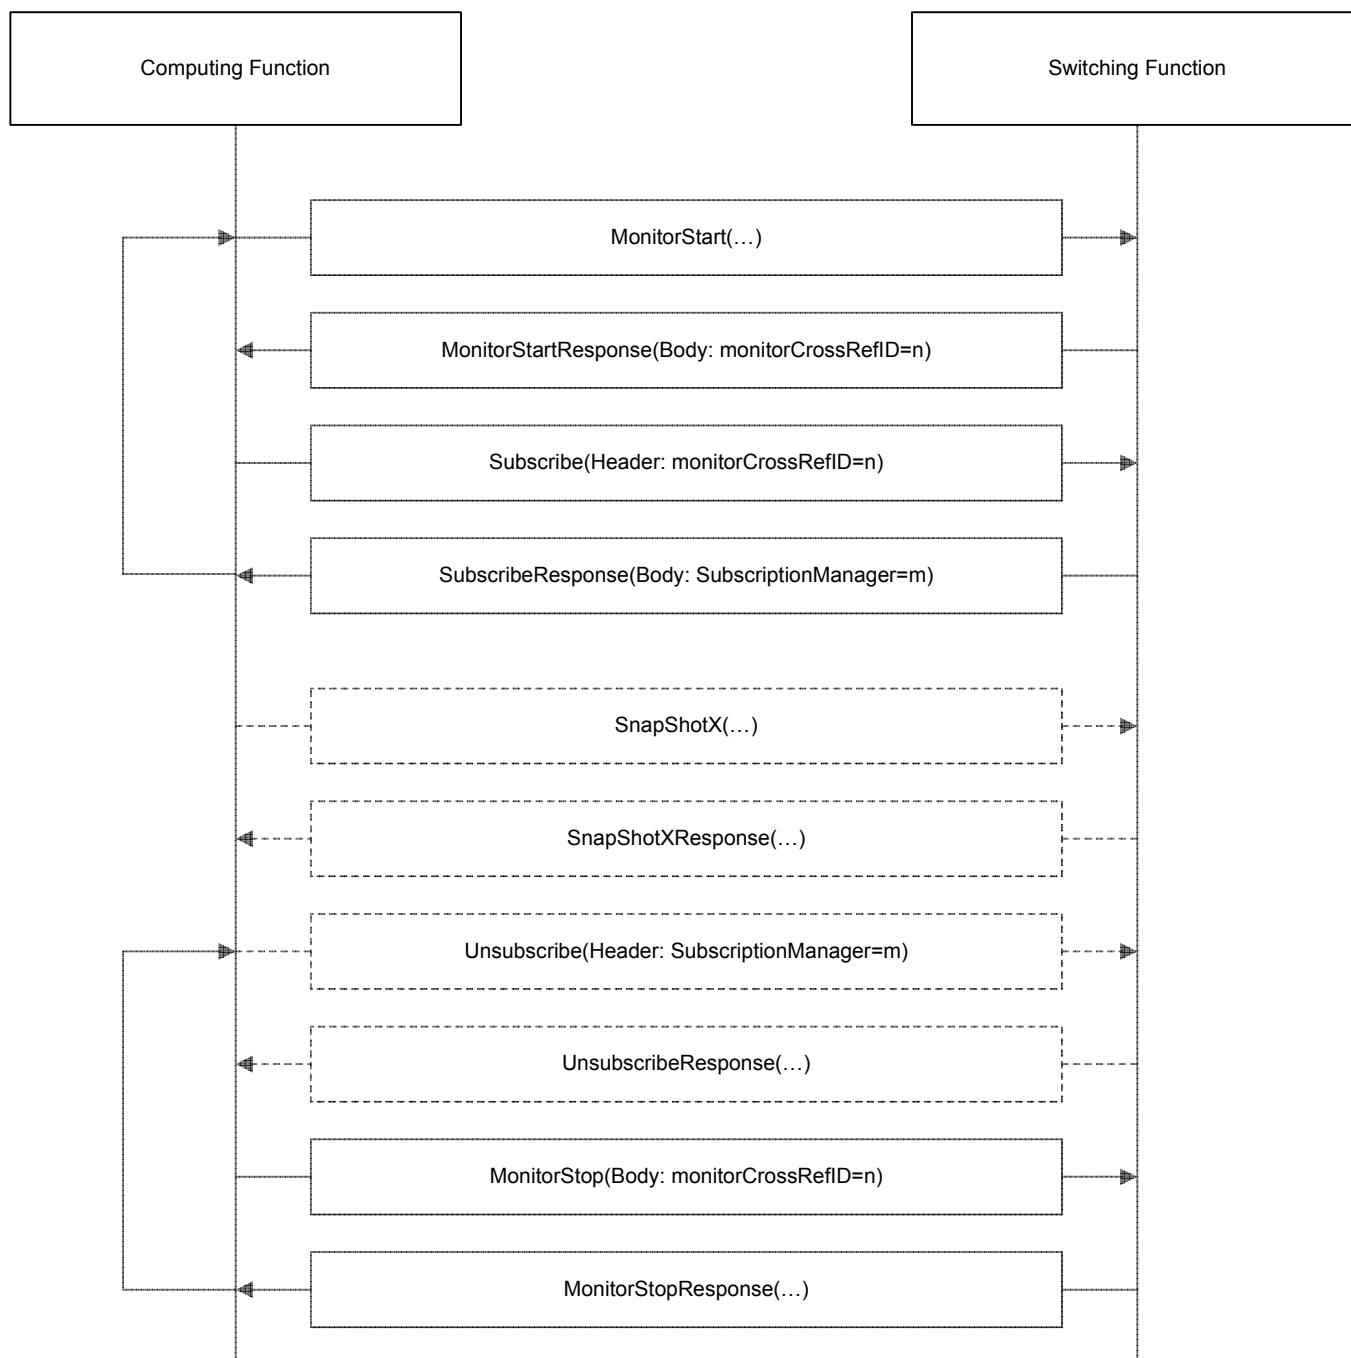 Computing Function
Switching Function
MonitorStart(…)
MonitorStartResponse(Body: monitorCrossRefID=n)
Subscribe(Header: monitorCrossRefID=n)
SubscribeResponse(Body: SubscriptionManager=m)
SnapShotX(…)
SnapShotXResponse(…)
Unsubscribe(Header: SubscriptionManager=m)
UnsubscribeResponse(…)
MonitorStop(Body: monitorCrossRefID=n)
MonitorStopResponse(…)